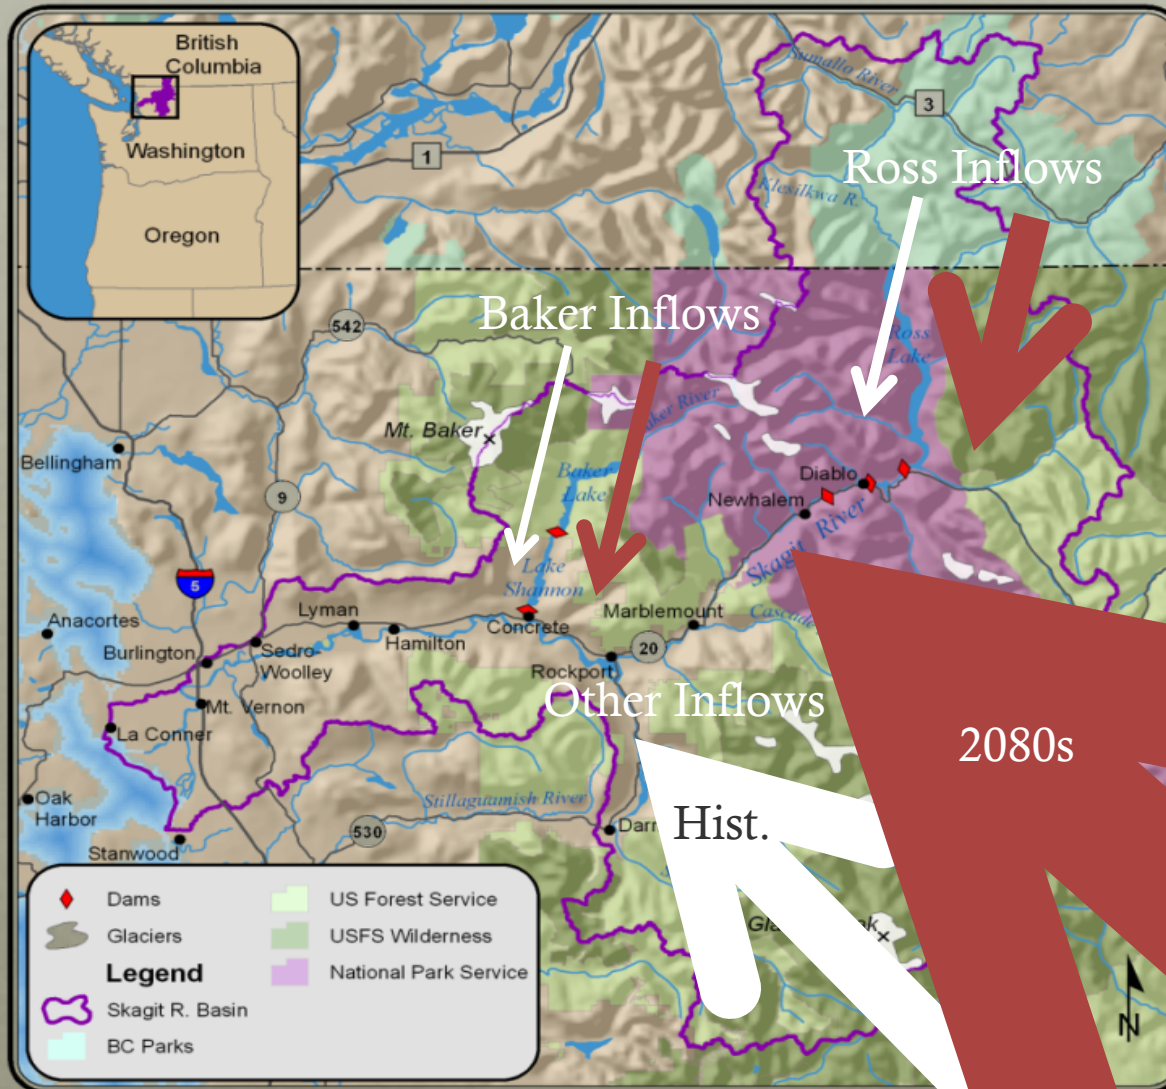 British
Columbia
Washington
Oregon
1
3
Sumallo River
Klesilkwa R.
Ross Inflows
Baker Inflows
542
Ross
Lake
Baker River
Mt. Baker
Bellingham
Baker
Lake
Diablo
Newhalem
9
Skagit River
5
Lake
Shannon
Anacortes
Lyman
Concrete
Marblemount
Cascade
Burlington
Sedro-
Woolley
Hamilton
20
Rockport
Other Inflows
Mt. Vernon
La Conner
2080s
Oak
Harbor
Stillaguamish River
530
Hist.
Stanwood
Dams
Glaciers
Legend
Skagit R. Basin
BC Parks
US Forest Service
USFS Wilderness
National Park Service
N